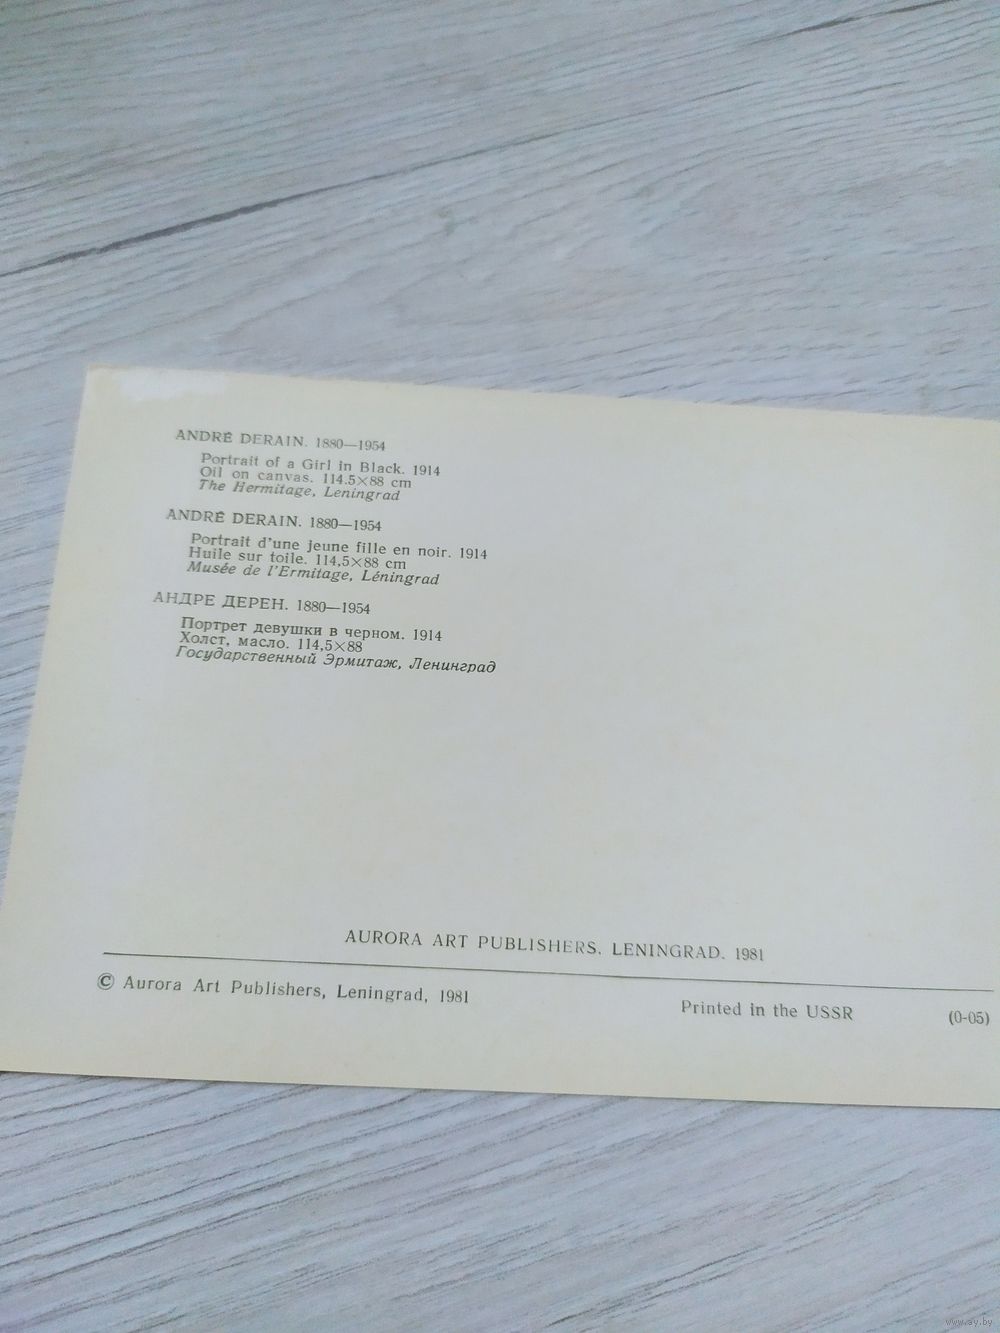 ANDRÉ DERAIN. 1880—1954
Portrait of a Girl in Black. 1914
Oil on canvas. 114.5×88 cm
The Hermitage, Leningrad
ANDRÉ DERAIN. 1880—1954
Portrait d'une jeune fille en noir. 1914
Huile sur toile. 114,5×88 cm
Musée de l'Ermitage, Léningrad
АНДРЕ ДЕРЕН. 1880—1954
Портрет девушки в черном. 1914
Холст, масло. 114,5×88
Государственный Эрмитаж, Ленинград
AURORA ART PUBLISHERS. LENINGRAD. 1981
© Aurora Art Publishers, Leningrad, 1981
Printed in the USSR
(0-05)
www.ay.by